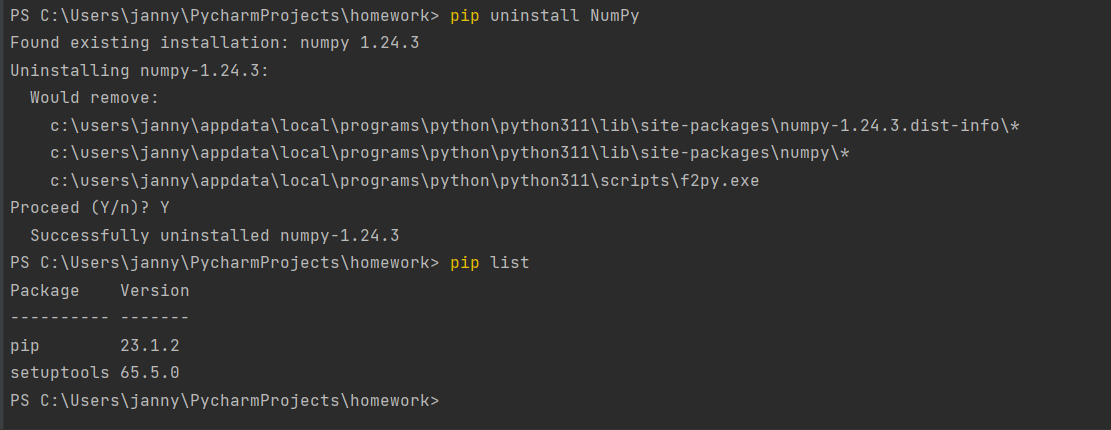 PS C:\Users\janny\PycharmProjects\homework> pip uninstall NumPy
Found existing installation: numpy 1.24.3
Uninstalling numpy-1.24.3:
  Would remove:
    c:\users\janny\appdata\local\programs\python\python311\lib\site-packages\numpy-1.24.3.dist-info\*
    c:\users\janny\appdata\local\programs\python\python311\lib\site-packages\numpy\*
    c:\users\janny\appdata\local\programs\python\python311\scripts\f2py.exe
Proceed (Y/n)? Y
  Successfully uninstalled numpy-1.24.3
PS C:\Users\janny\PycharmProjects\homework> pip list
Package    Version
---------- -------
pip        23.1.2
setuptools 65.5.0
PS C:\Users\janny\PycharmProjects\homework>